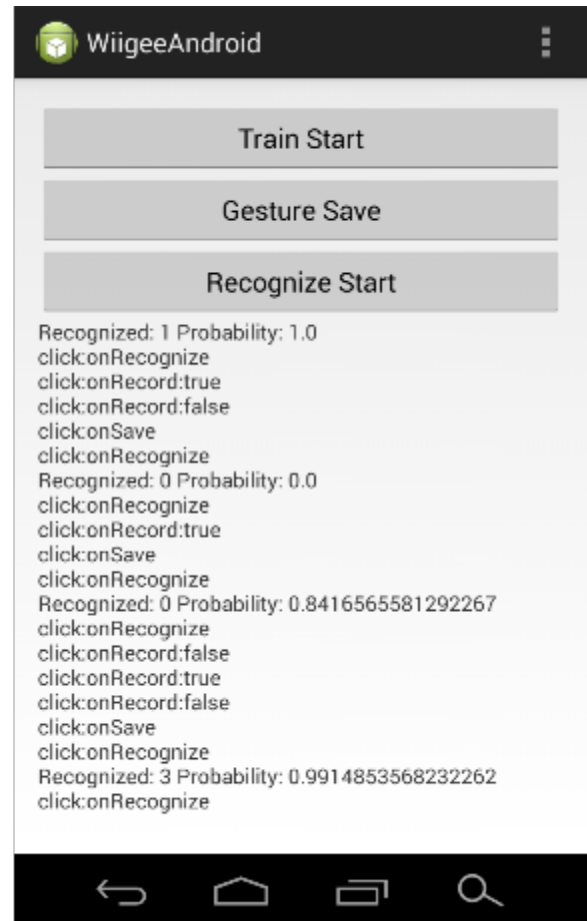 WiigeeAndroid
Train Start
Gesture Save
Recognize Start
Recognized: 1 Probability: 1.0
click:onRecognize
click:onRecord:true
click:onRecord:false
click:onSave
click:onRecognize
Recognized: 0 Probability: 0.0
click:onRecognize
click:onRecord:true
click:onSave
click:onRecognize
Recognized: 0 Probability: 0.8416565581292267
click:onRecognize
click:onRecord:false
click:onRecord:true
click:onRecord:false
click:onSave
click:onRecognize
Recognized: 3 Probability: 0.9914853568232262
click:onRecognize